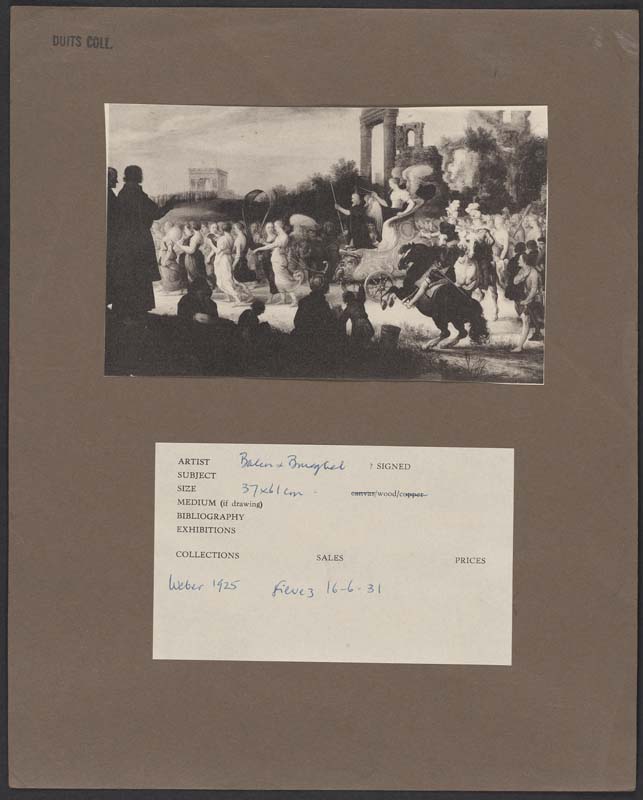 DUITS COLL.
ARTIST Balen & Brueghel ? SIGNED
SUBJECT
SIZE 37x61 cm - canvas/wood/copper
MEDIUM (if drawing)
BIBLIOGRAPHY
EXHIBITIONS
COLLECTIONS SALES PRICES
Weber 1925 Fievez 16-6-31